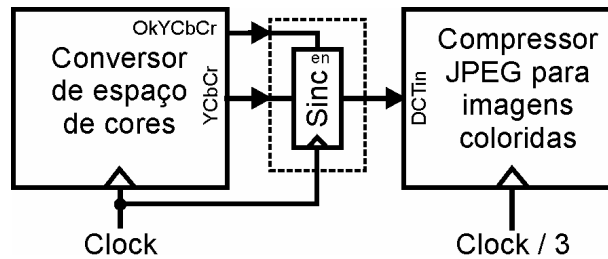 OkYCbCr
Conversor
de espaço
de cores
YCbCr
en
Sinc
DCTin
Compressor
JPEG para
imagens
coloridas
Clock
Clock / 3